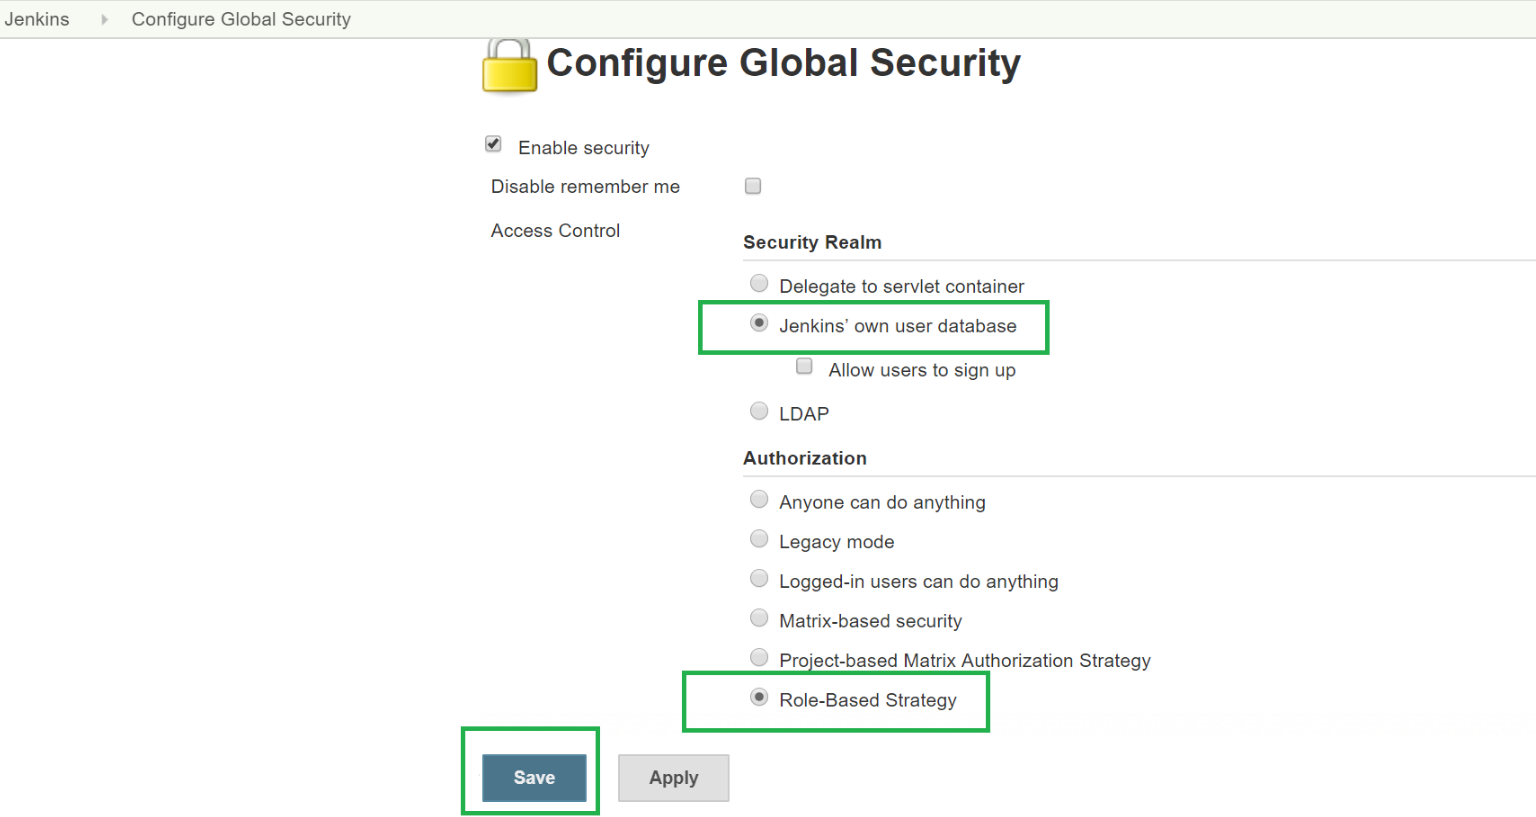 Jenkins Configure Global Security
Configure Global Security
Enable security
Disable remember me
Access Control
Security Realm
Delegate to servlet container
Jenkins’ own user database
Allow users to sign up
LDAP
Authorization
Anyone can do anything
Legacy mode
Logged-in users can do anything
Matrix-based security
Project-based Matrix Authorization Strategy
Role-Based Strategy
Save Apply